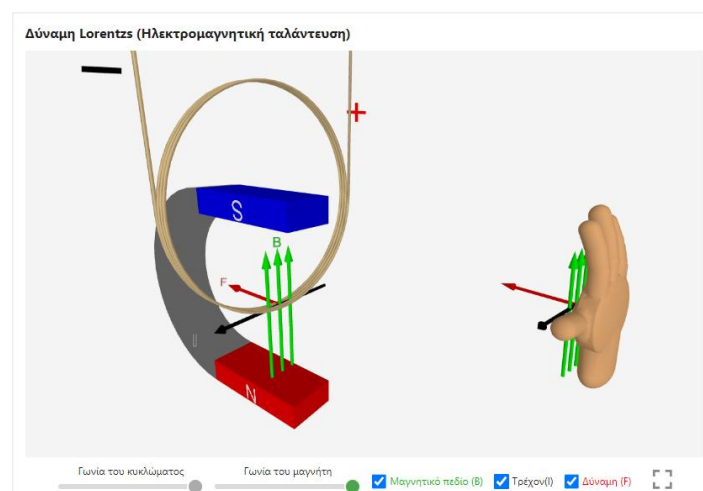 Δύναμη Lorentzs (Ηλεκτρομαγνητική ταλάντευση)
+
S
B
F
I
N
Γωνία του κυκλώματος
Γωνία του μαγνήτη
Μαγνητικό πεδίο (B)
Τρέχον(I)
Δύναμη (F)